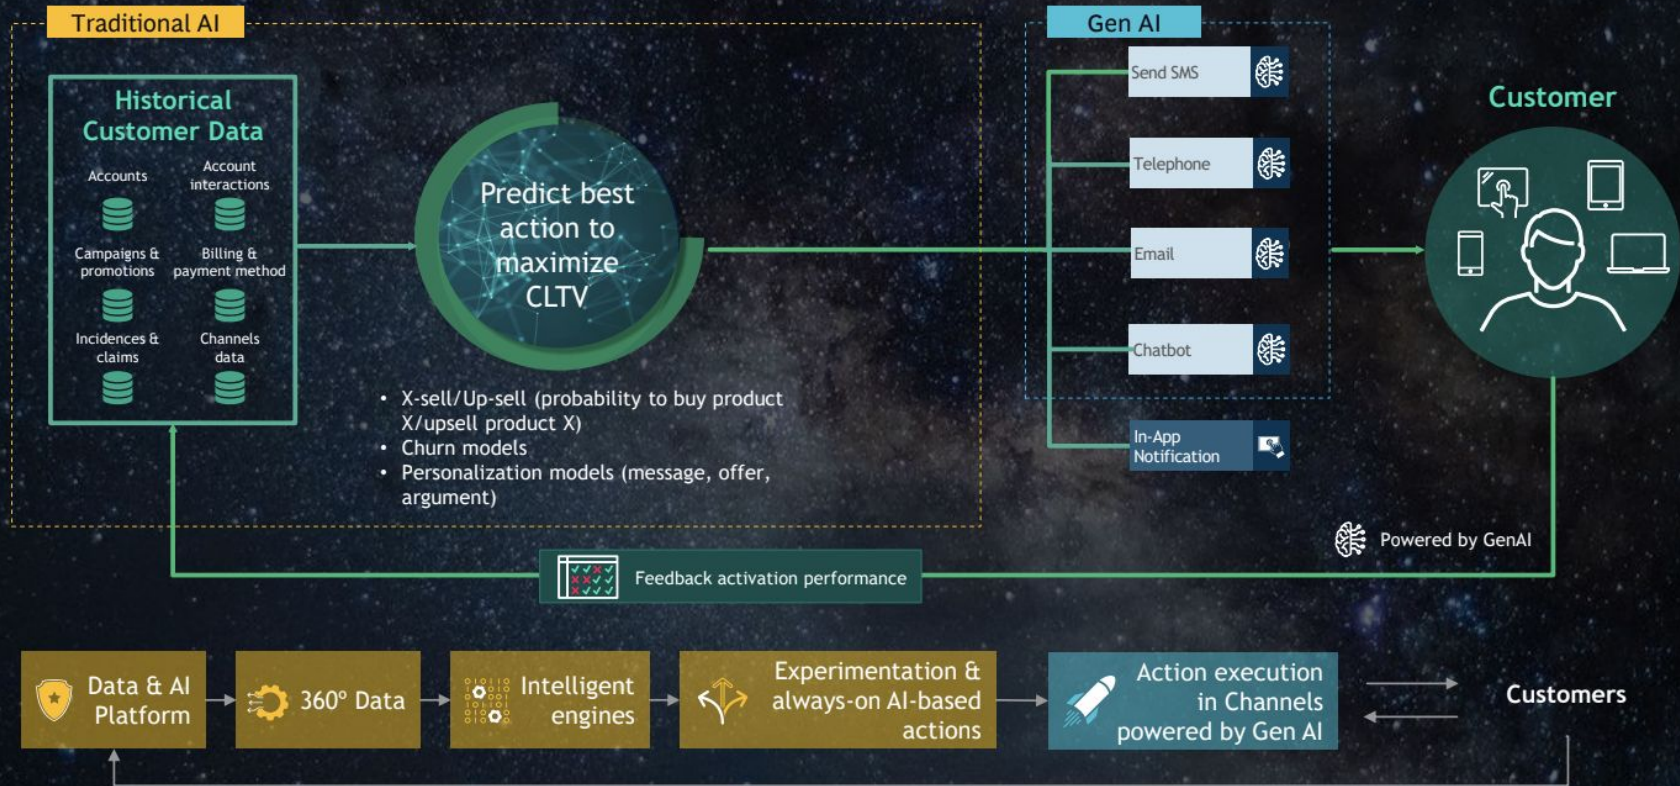 Traditional AI
Gen AI
Historical
Customer Data
Accounts
Account
interactions
Campaigns &
promotions
Billing &
payment method
Incidences &
claims
Channels
data
Predict best
action to
maximize
CLTV
• X-sell/Up-sell (probability to buy product
X/upsell product X)
• Churn models
• Personalization models (message, offer,
argument)
Send SMS
Telephone
Email
Chatbot
In-App
Notification
Customer
Powered by GenAI
Feedback activation performance
Data & AI
Platform
360º Data
Intelligent
engines
Experimentation &
always-on AI-based
actions
Action execution
in Channels
powered by Gen AI
Customers